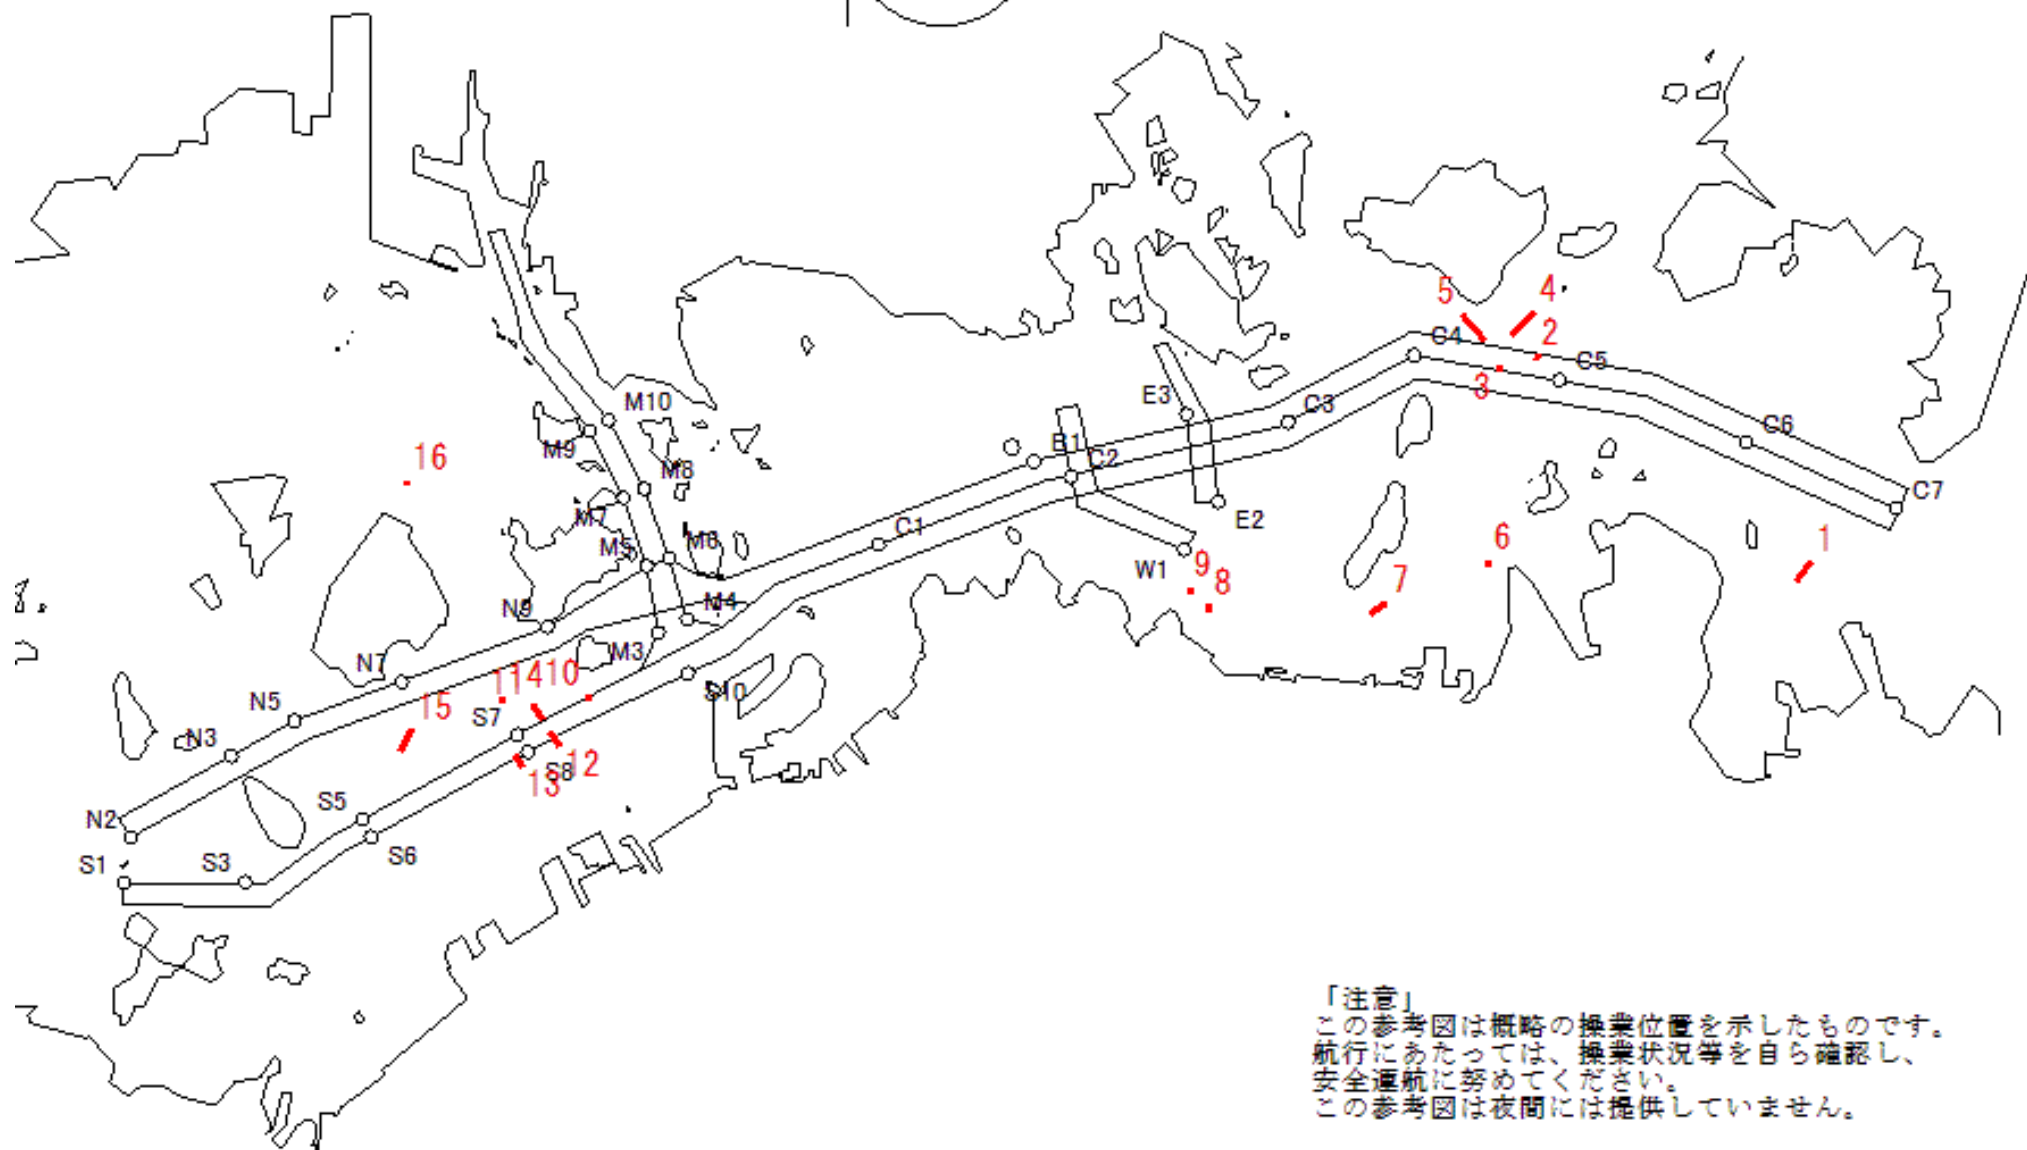 5
4
C4
2
C5
3
E3
C3
M10
C6
M9
B1
16
C2
M8
C7
M7
E2
C1
M5
M6
6
1
W1
9
8
7
N9
M4
M3
N7
11
14
10
S10
15
S7
N5
N3
12
S8
13
S5
N2
S6
S1
S3
「注意」
この参考図は概略の操業位置を示したものです。
航行にあたっては、操業状況等を自ら確認し、
安全運航に努めてください。
この参考図は夜間には提供していません。